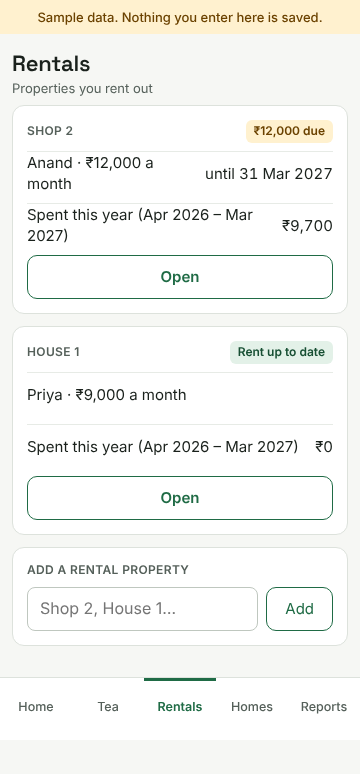 Sample data. Nothing you enter here is saved.
Rentals
Properties you rent out
SHOP 2
₹12,000 due
Anand · ₹12,000 a
month
until 31 Mar 2027
Spent this year (Apr 2026 – Mar
2027)
₹9,700
Open
HOUSE 1
Rent up to date
Priya · ₹9,000 a month
Spent this year (Apr 2026 – Mar 2027)
₹0
Open
ADD A RENTAL PROPERTY
Shop 2, House 1...
Add
Home
Tea
Rentals
Homes
Reports